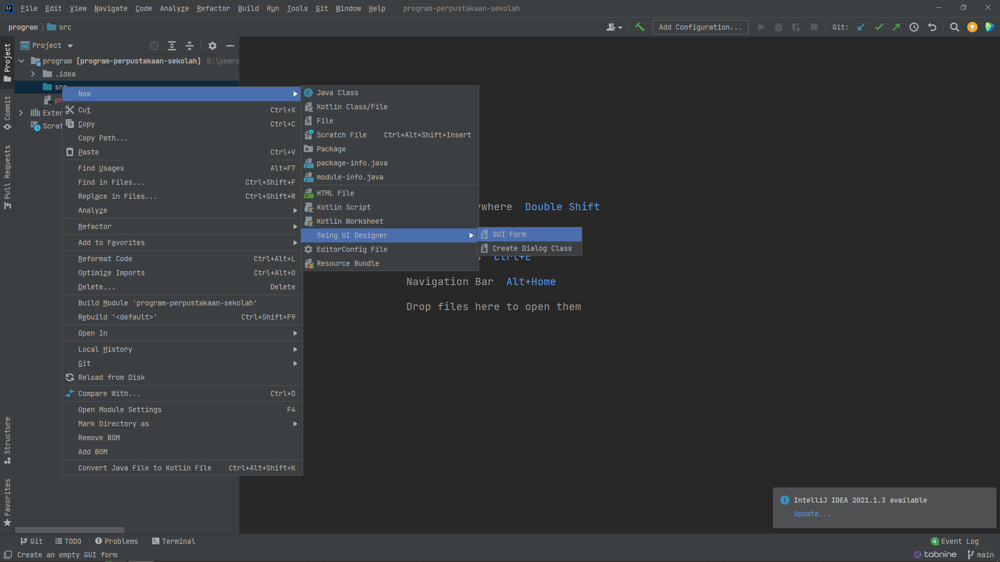 File Edit View Navigate Code Analyze Refactor Build Run Tools Git Window Help program-perpustakaan-sekolah
program src Add Configuration... Git:
Project
program [program-perpustakaan-sekolah] D:\pemro
.idea
src
pr
Exter
Scrat
Project
Commit
Pull Requests
Structure
Favorites
New
Cut Ctrl+X
Copy Ctrl+C
Copy Path...
Paste Ctrl+V
Find Usages Alt+F7
Find in Files... Ctrl+Shift+F
Replace in Files... Ctrl+Shift+R
Analyze
Refactor
Add to Favorites
Reformat Code Ctrl+Alt+L
Optimize Imports Ctrl+Alt+O
Delete... Delete
Build Module 'program-perpustakaan-sekolah'
Rebuild '<default>' Ctrl+Shift+F9
Open In
Local History
Git
Reload from Disk
Compare With... Ctrl+D
Open Module Settings F4
Mark Directory as
Remove BOM
Add BOM
Convert Java File to Kotlin File Ctrl+Alt+Shift+K
Java Class
Kotlin Class/File
File
Scratch File Ctrl+Alt+Shift+Insert
Package
package-info.java
module-info.java
HTML File
Kotlin Script
Kotlin Worksheet
Swing UI Designer
EditorConfig File
Resource Bundle
GUI Form
Create Dialog Class
ywhere Double Shift
s Ctrl+E
Navigation Bar Alt+Home
Drop files here to open them
IntelliJ IDEA 2021.1.3 available
Update...
Git TODO Problems Terminal 4 Event Log
Create an empty GUI form tabnine main